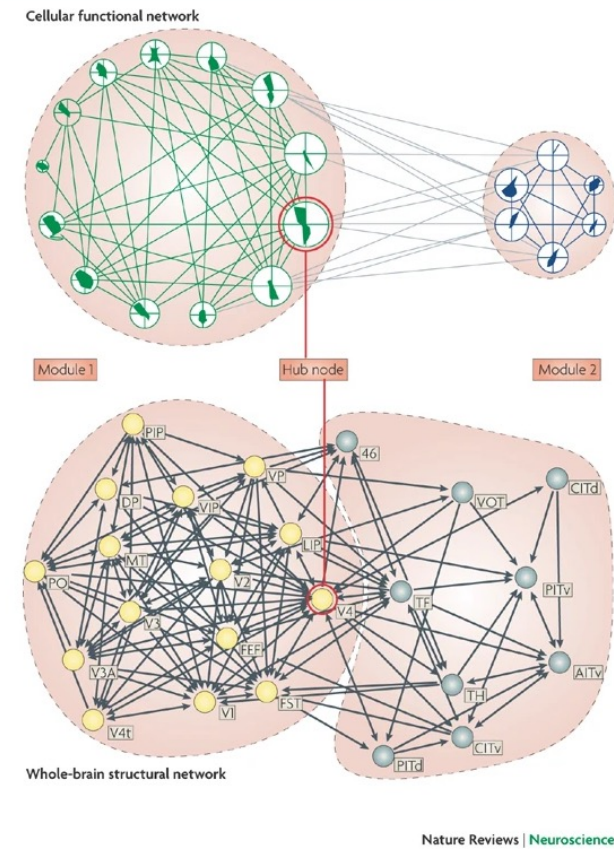 Cellular functional network
Module 1
Hub node
Module 2
PIP
46
VP
CITd
DP
VIP
VOT
LIP
MT
V2
PO
PITv
V4
TF
V3
FEF
V3A
AITv
TH
V1
FST
V4t
CITv
PITd
Whole-brain structural network
Nature Reviews | Neuroscience